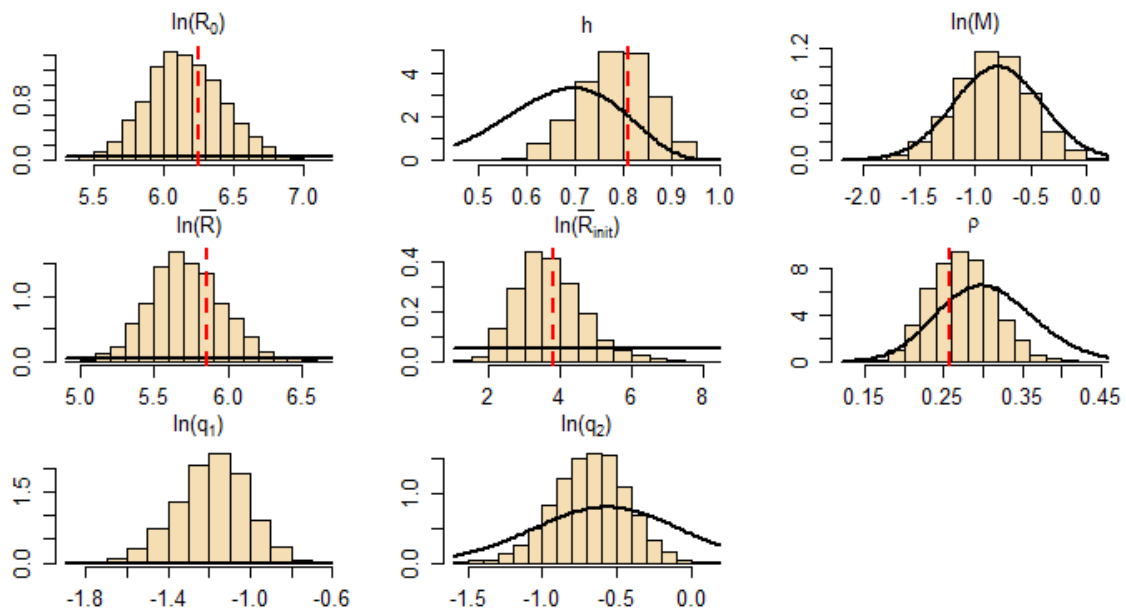 ln(R₀) h ln(M)
0.0 0.8
0 2 4
0.0 0.6 1.2
5.5 6.0 6.5 7.0
0.5 0.6 0.7 0.8 0.9 1.0
-2.0 -1.0 0.0
ln(R̅) ln(R̅init) ρ
0.0 1.0
0.0 0.2 0.4
0 4 8
5.0 5.5 6.0 6.5
2 4 6 8
0.15 0.25 0.35 0.45
ln(q₁) ln(q₂)
0.0 1.5
0.0 1.0
-1.8 -1.4 -1.0 -0.6
-1.5 -1.0 -0.5 0.0